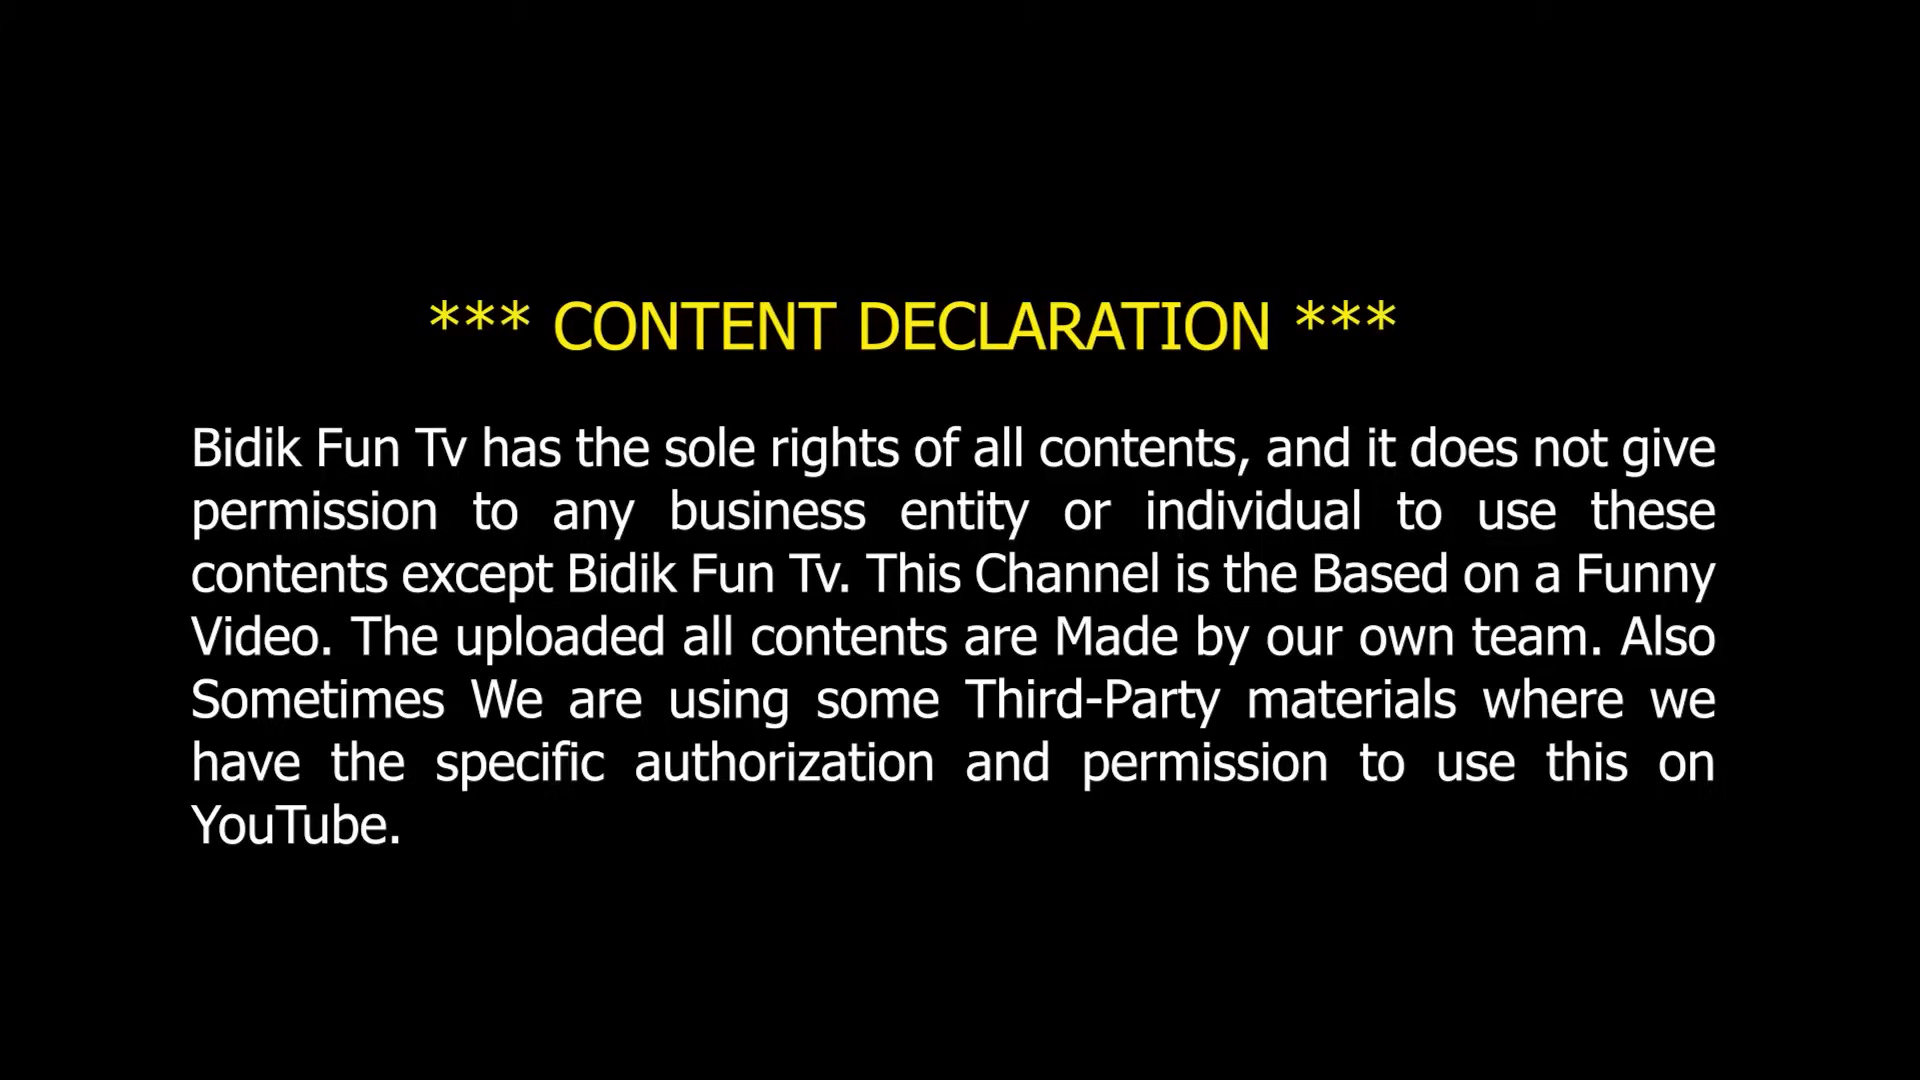 *** CONTENT DECLARATION ***
Bidik Fun Tv has the sole rights of all contents, and it does not give
permission to any business entity or individual to use these
contents except Bidik Fun Tv. This Channel is the Based on a Funny
Video. The uploaded all contents are Made by our own team. Also
Sometimes We are using some Third-Party materials where we
have the specific authorization and permission to use this on
YouTube.